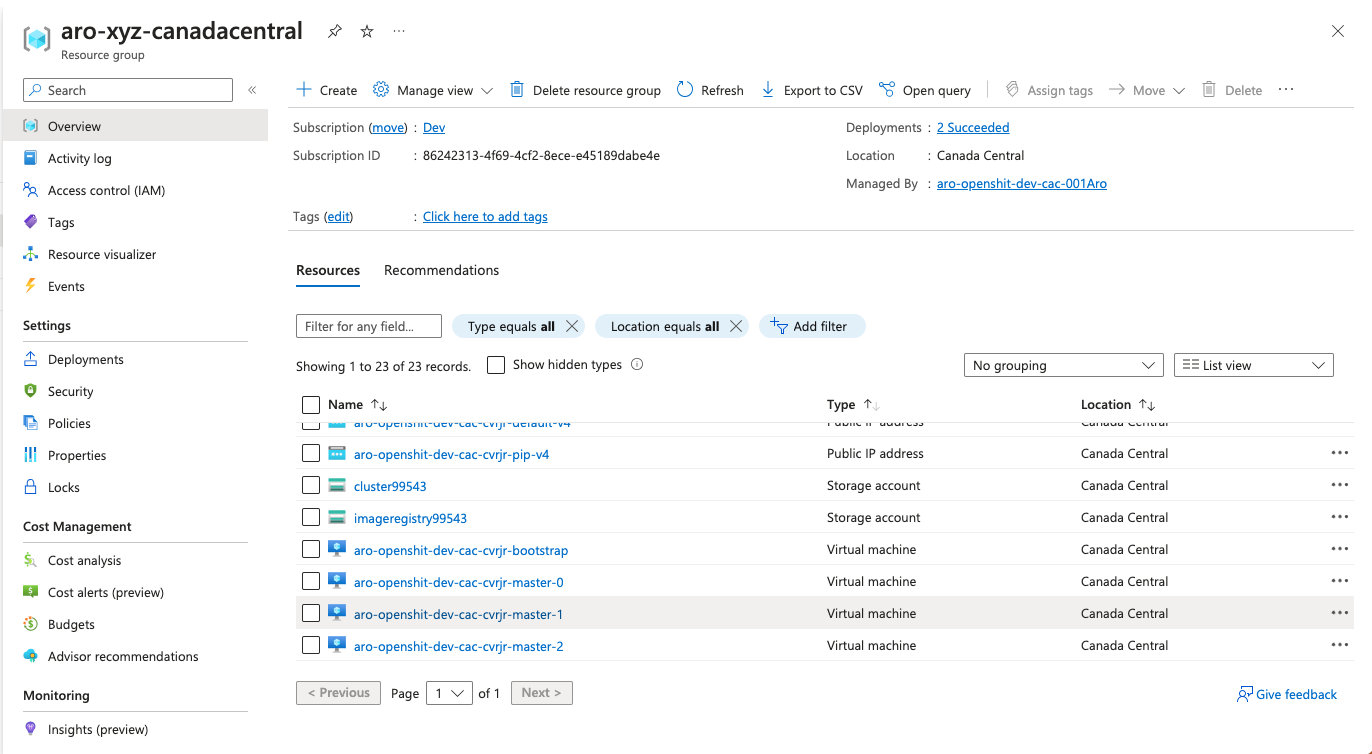 aro-xyz-canadacentral
Resource group
Search
Overview
Activity log
Access control (IAM)
Tags
Resource visualizer
Events
Settings
Deployments
Security
Policies
Properties
Locks
Cost Management
Cost analysis
Cost alerts (preview)
Budgets
Advisor recommendations
Monitoring
Insights (preview)
Create Manage view Delete resource group Refresh Export to CSV Open query Assign tags Move Delete
Subscription (move) : Dev
Subscription ID : 86242313-4f69-4cf2-8ece-e45189dabe4e
Deployments : 2 Succeeded
Location : Canada Central
Managed By : aro-openshit-dev-cac-001Aro
Tags (edit) : Click here to add tags
Resources Recommendations
Filter for any field... Type equals all Location equals all Add filter
Showing 1 to 23 of 23 records. Show hidden types No grouping List view
Name Type Location
aro-openshit-dev-cac-cvrjr-default-v4 Public IP address Canada Central
aro-openshit-dev-cac-cvrjr-pip-v4 Public IP address Canada Central
cluster99543 Storage account Canada Central
imageregistry99543 Storage account Canada Central
aro-openshit-dev-cac-cvrjr-bootstrap Virtual machine Canada Central
aro-openshit-dev-cac-cvrjr-master-0 Virtual machine Canada Central
aro-openshit-dev-cac-cvrjr-master-1 Virtual machine Canada Central
aro-openshit-dev-cac-cvrjr-master-2 Virtual machine Canada Central
< Previous Page 1 of 1 Next >
Give feedback